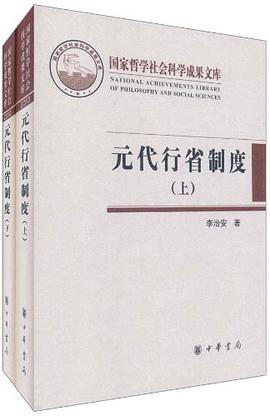 国家哲学社会科学成果文库
NATIONAL ACHIEVEMENTS LIBRARY
OF PHILOSOPHY AND SOCIAL SCIENCES
元代行省制度
(上)
李治安 著
中华书局
元代行省制度(上)
元代行省制度(下)